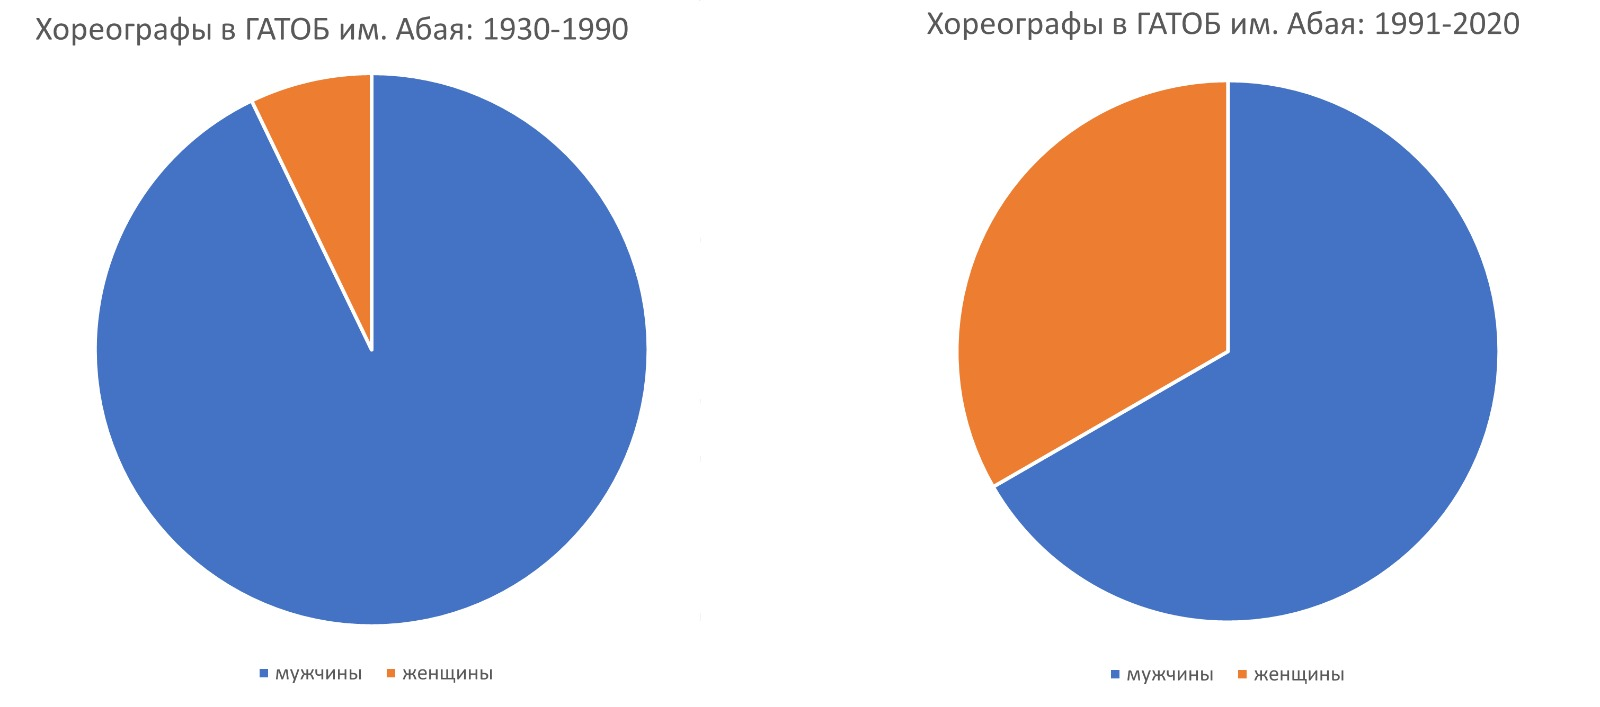 Хореографы в ГАТОБ им. Абая: 1930-1990
мужчины женщины
Хореографы в ГАТОБ им. Абая: 1991-2020
мужчины женщины